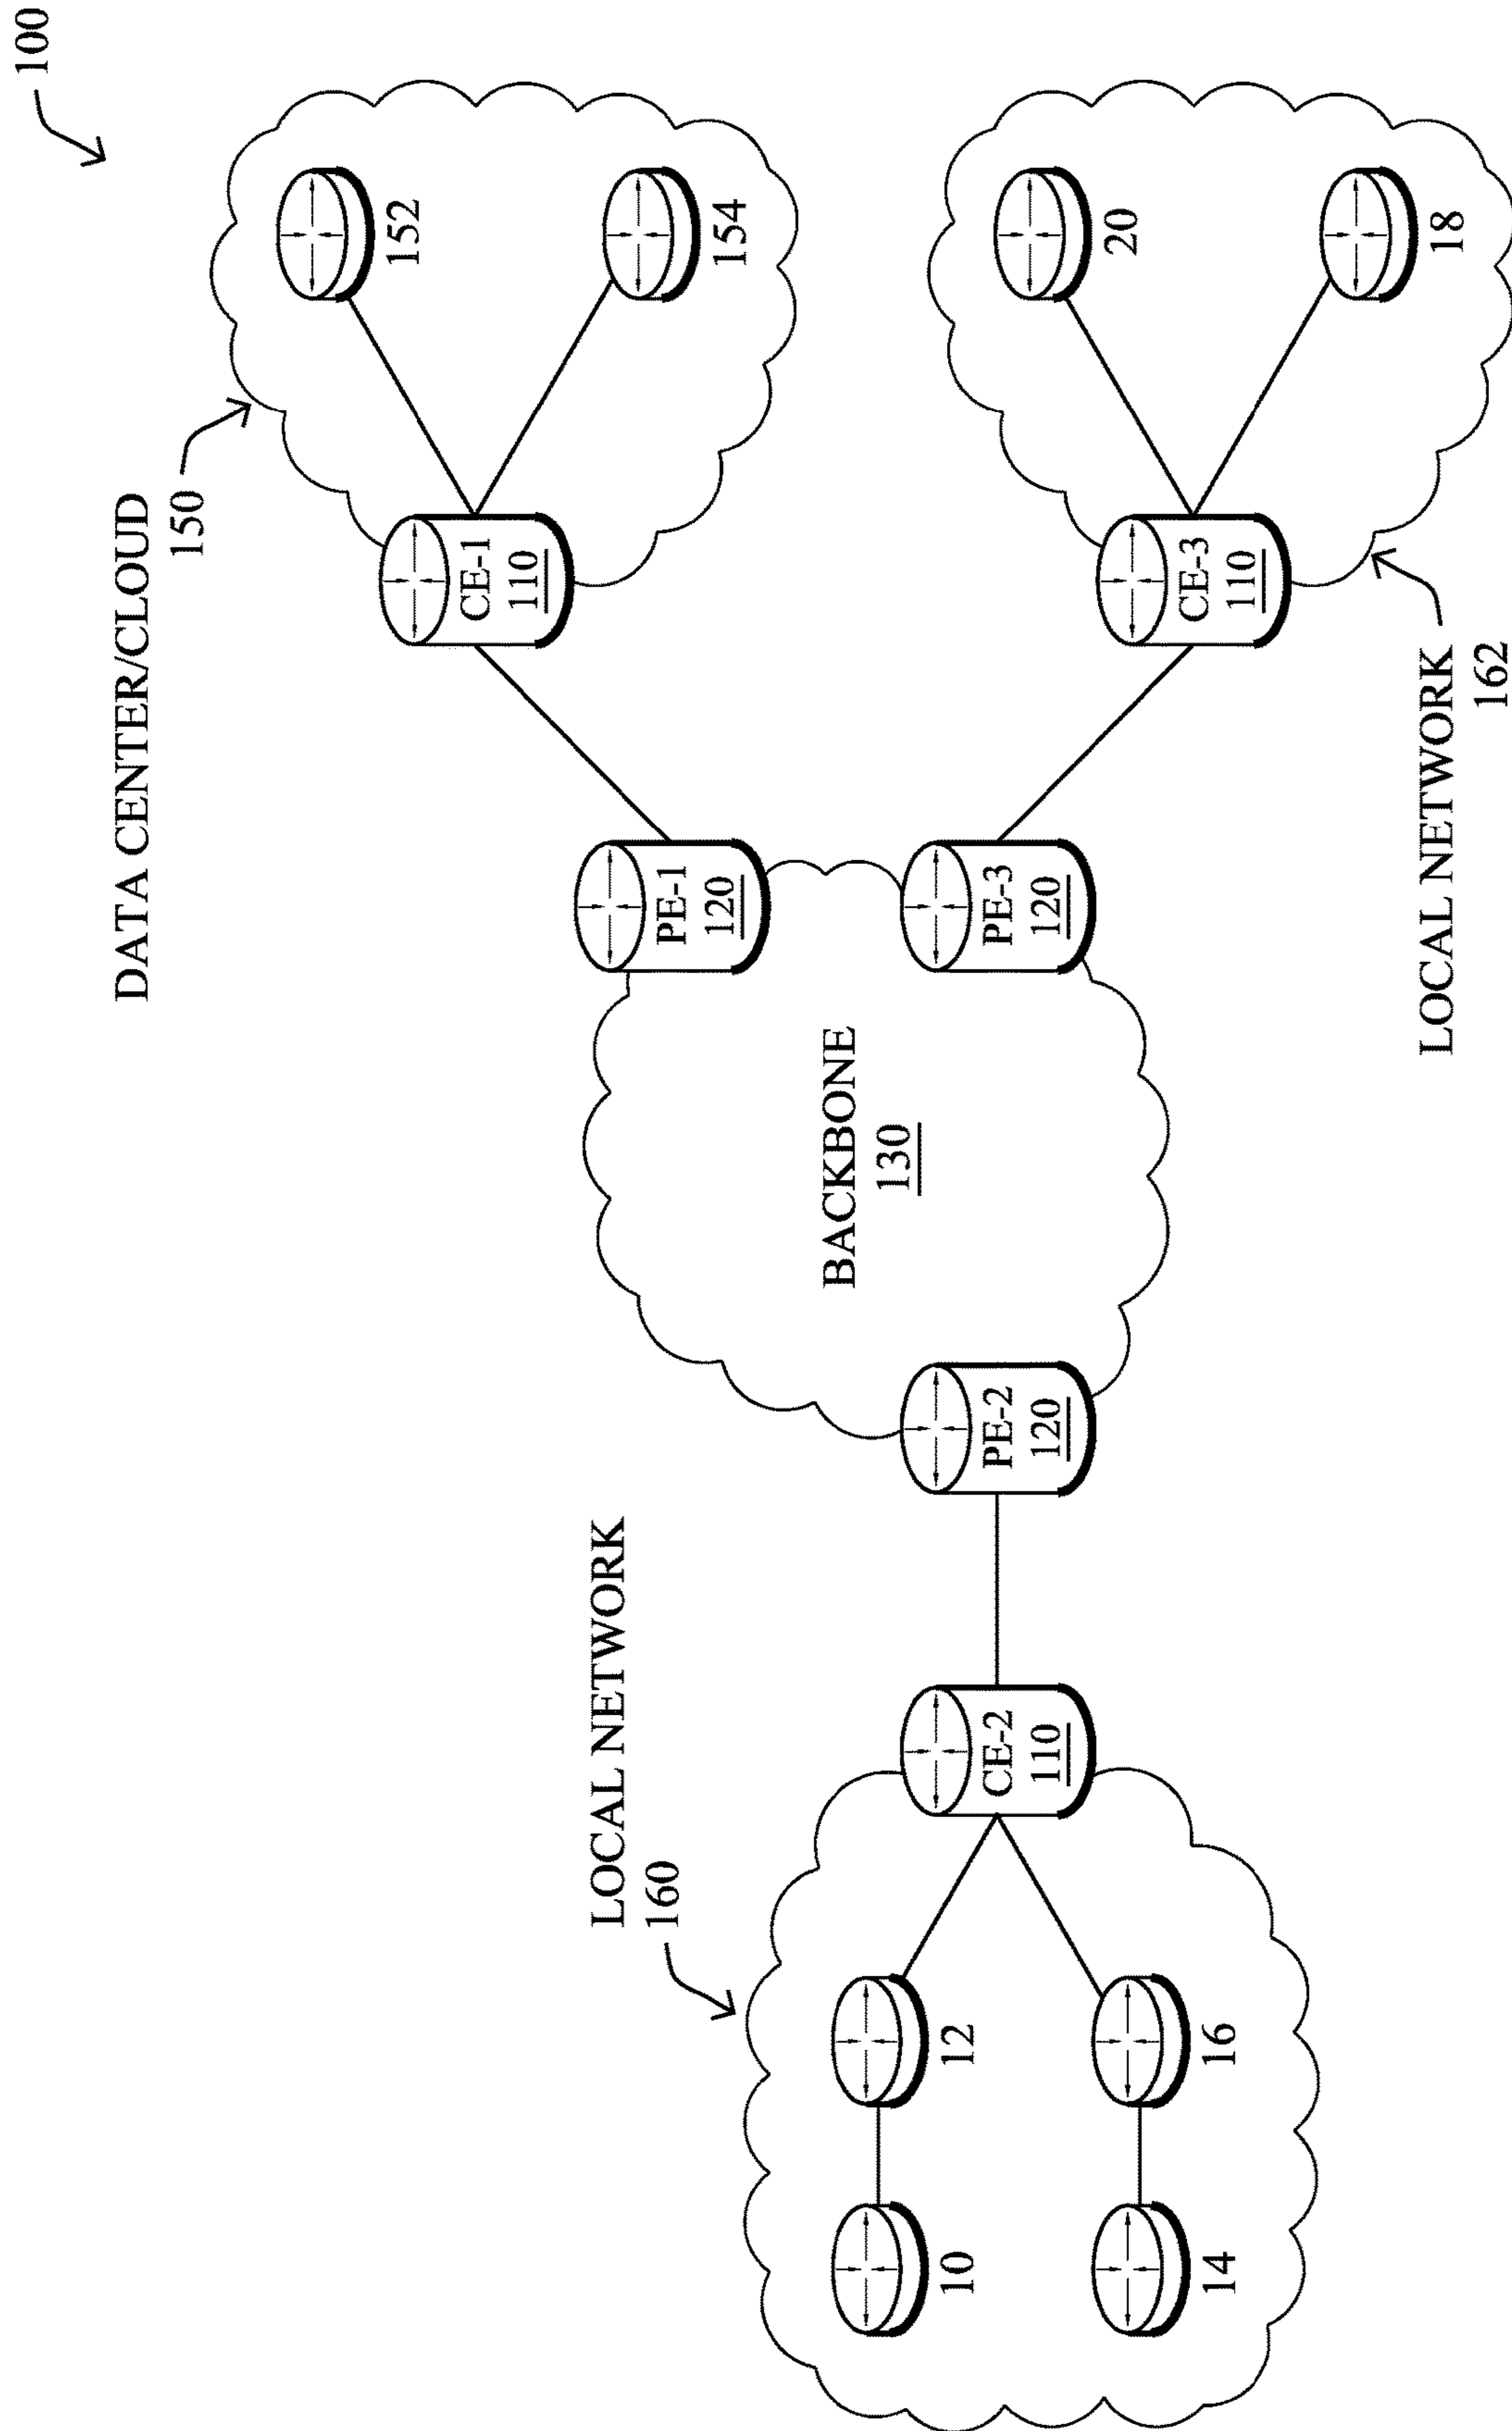 100
DATA CENTER/CLOUD
150
152
154
CE-1
110
PE-1
120
BACKBONE
130
LOCAL NETWORK
160
10
12
14
16
CE-2
110
PE-2
120
PE-3
120
CE-3
110
20
18
LOCAL NETWORK
162